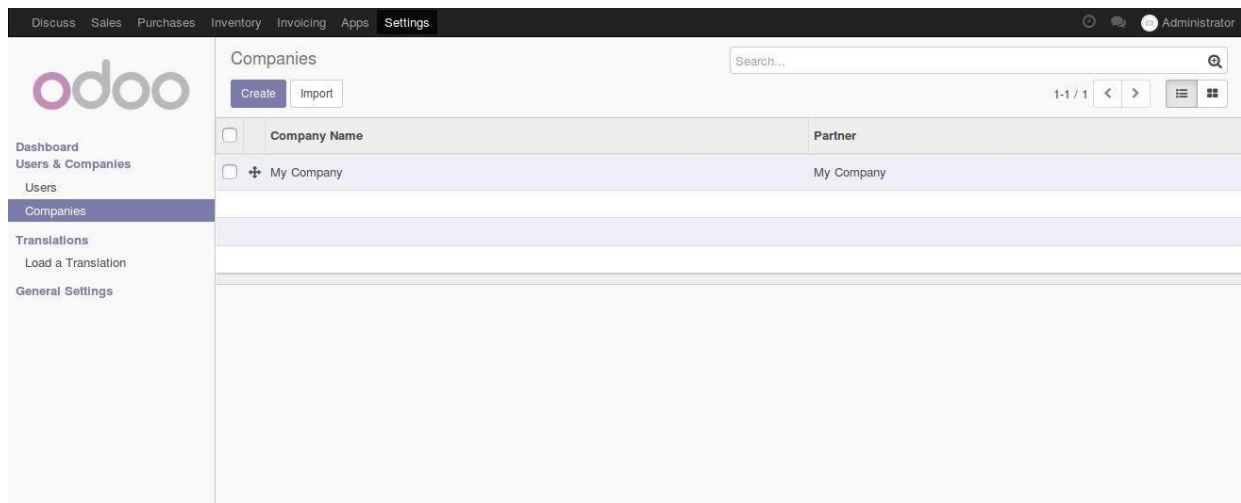 Discuss Sales Purchases Inventory Invoicing Apps Settings Administrator
odoo
Dashboard
Users & Companies
Users
Companies
Translations
Load a Translation
General Settings
Companies
Search...
Create Import
1-1 / 1
Company Name Partner
My Company My Company